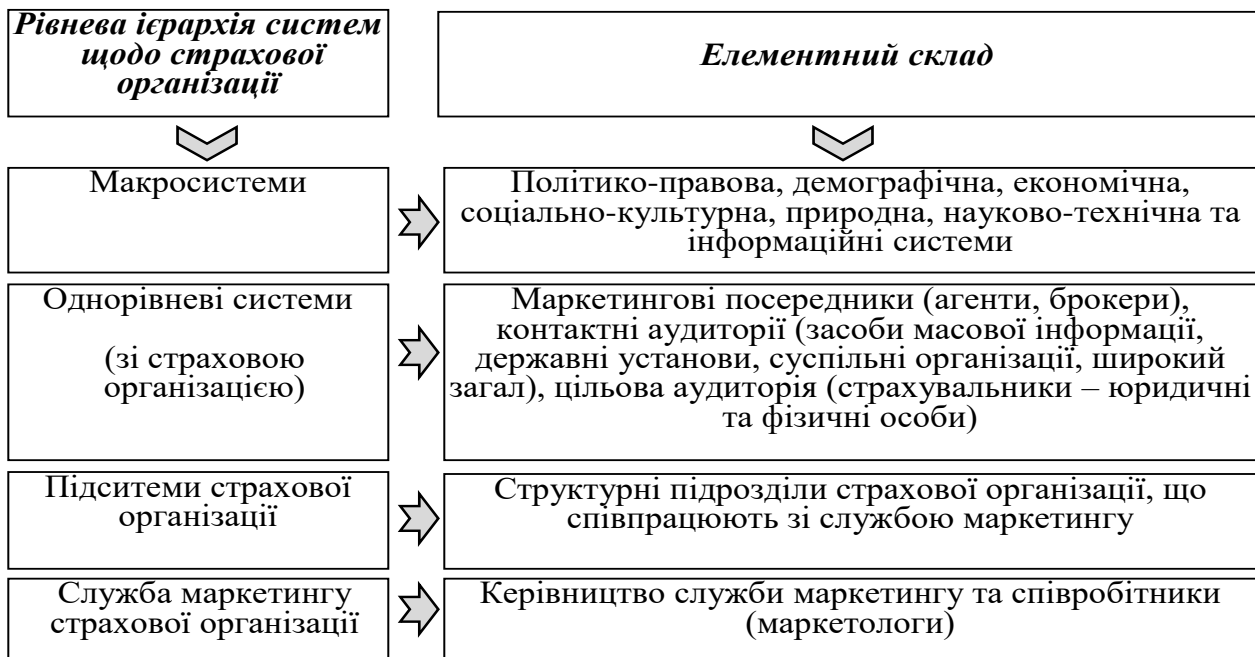 Рівнева ієрархія систем
щодо страхової
організації
Елементний склад
Макросистеми
Політико-правова, демографічна, економічна,
соціально-культурна, природна, науково-технічна та
інформаційні системи
Однорівневі системи
(зі страховою
організацією)
Маркетингові посередники (агенти, брокери),
контактні аудиторії (засоби масової інформації,
державні установи, суспільні організації, широкий
загал), цільова аудиторія (страхувальники – юридичні
та фізичні особи)
Підситеми страхової
організації
Структурні підрозділи страхової організації, що
співпрацюють зі службою маркетингу
Служба маркетингу
страхової організації
Керівництво служби маркетингу та співробітники
(маркетологи)